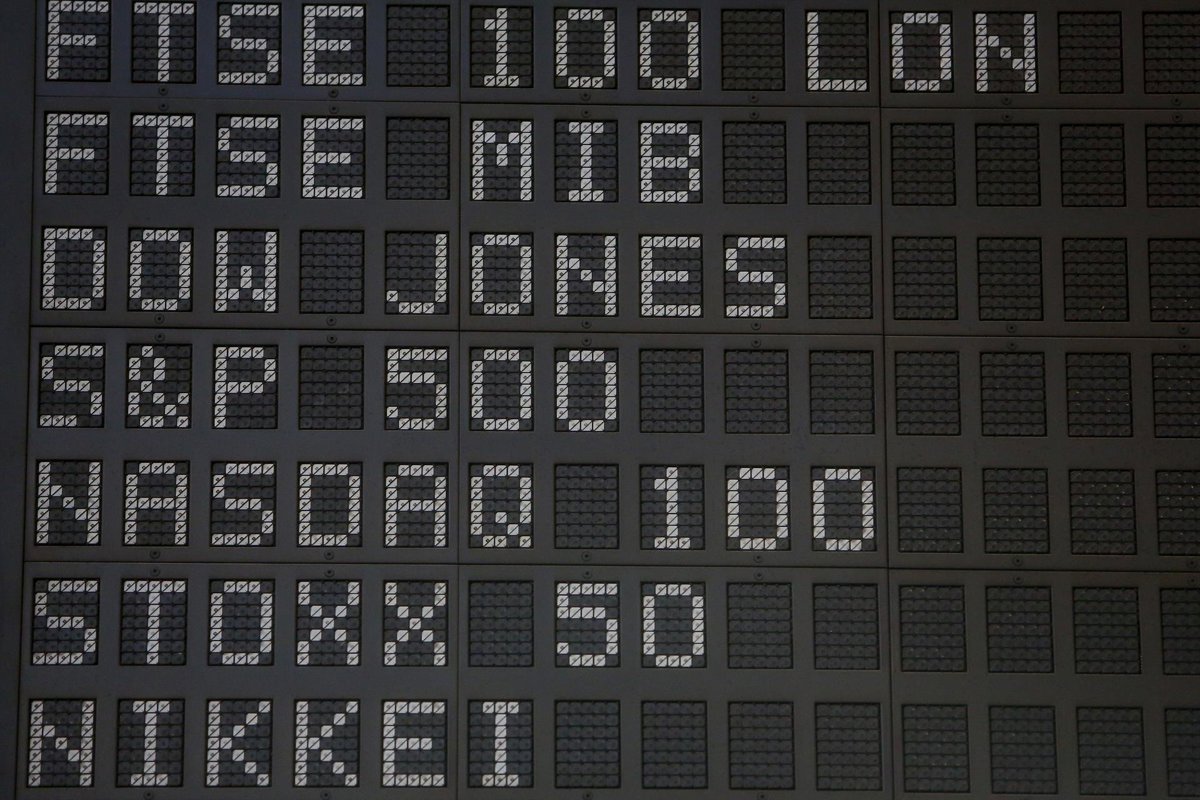 FTSE 100 LON
FTSE MIB
DOW JONES
S&P 500
NASDAQ 100
STOXX 50
NIKKEI